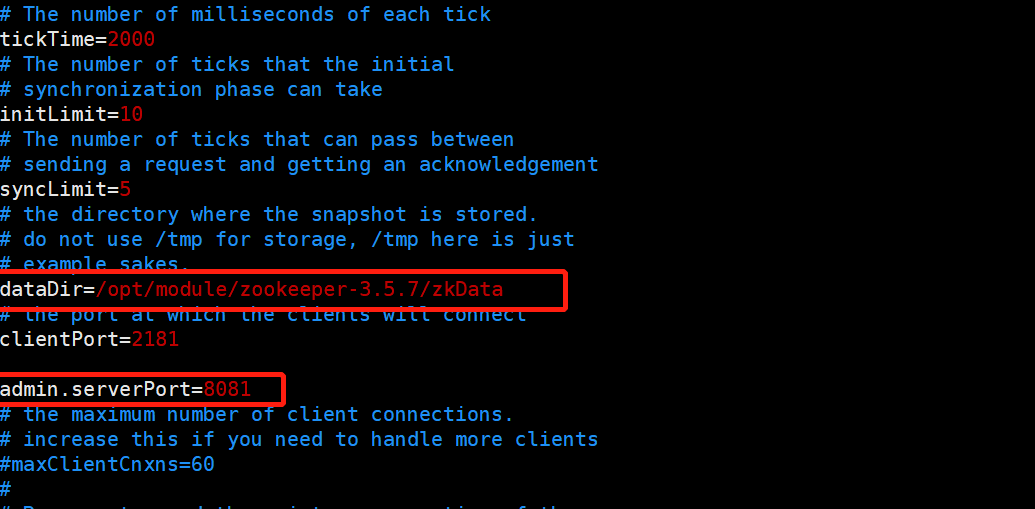 # The number of milliseconds of each tick
tickTime=2000
# The number of ticks that the initial
# synchronization phase can take
initLimit=10
# The number of ticks that can pass between
# sending a request and getting an acknowledgement
syncLimit=5
# the directory where the snapshot is stored.
# do not use /tmp for storage, /tmp here is just
# example sakes.
dataDir=/opt/module/zookeeper-3.5.7/zkData
# the port at which the clients will connect
clientPort=2181
admin.serverPort=8081
# the maximum number of client connections.
# increase this if you need to handle more clients
#maxClientCnxns=60
#